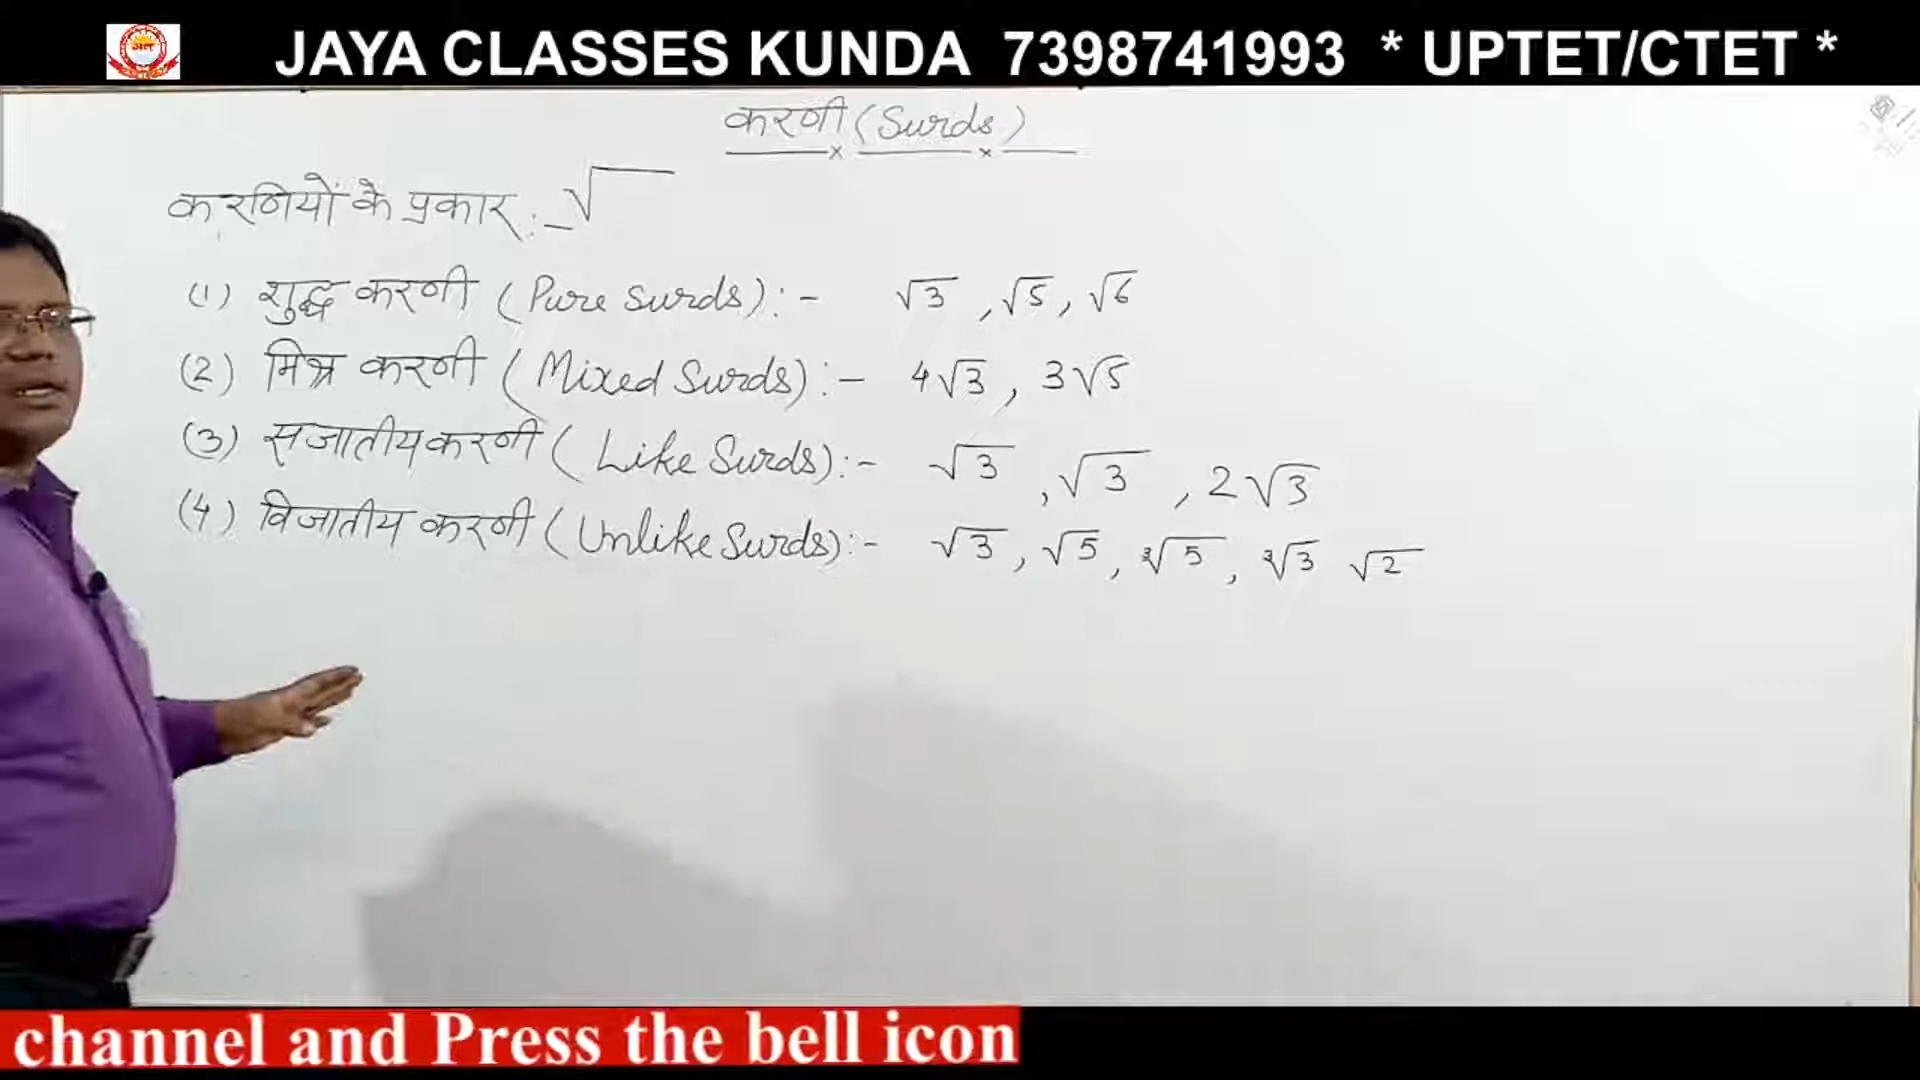 JAYA CLASSES KUNDA 7398741993 * UPTET/CTET *
करणी (Surds)
करणियों के प्रकार :- √
(1) शुद्ध करणी (Pure Surds) :- √3, √5, √6
(2) मिश्र करणी (Mixed Surds) :- 4√3, 3√5
(3) सजातीय करणी (Like Surds) :- √3, √3, 2√3
(4) विजातीय करणी (Unlike Surds) :- √3, √5, ∛5, ∛3 √2
channel and Press the bell icon